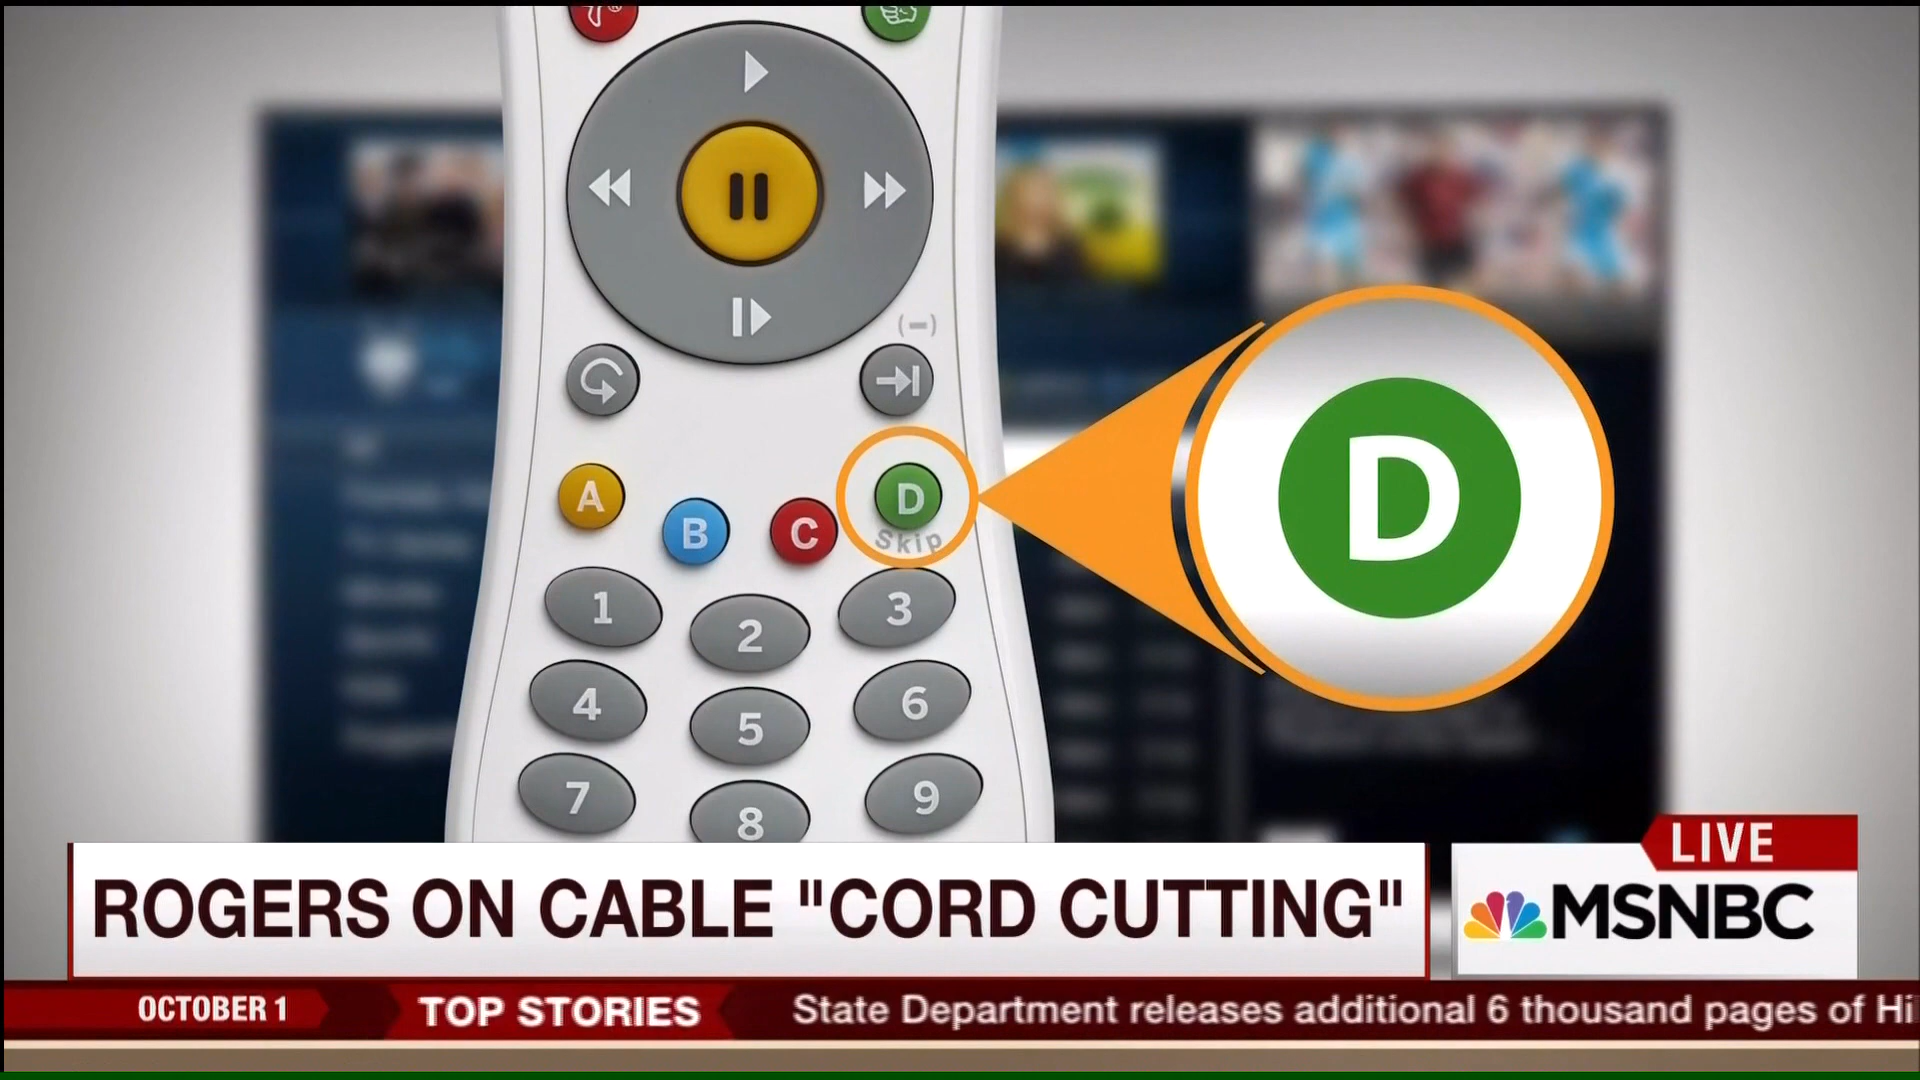 (-)
A
B
C
D
D
Skip
1
2
3
4
5
6
7
8
9
LIVE
ROGERS ON CABLE "CORD CUTTING"
MSNBC
OCTOBER 1
TOP STORIES
State Department releases additional 6 thousand pages of Hi